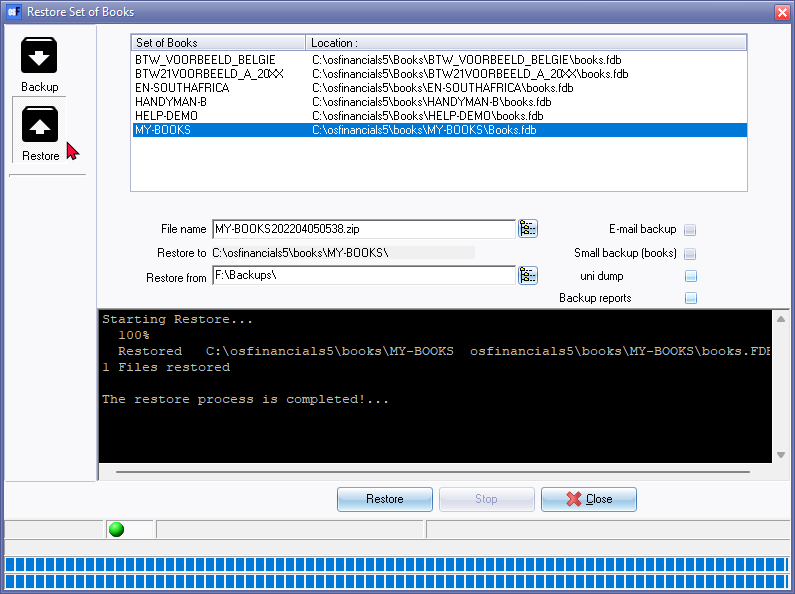 Restore Set of Books
Backup
Restore
Set of Books Location :
BTW_VOORBEELD_BELGIE C:\osfinancials5\Books\BTW_VOORBEELD_BELGIE\books.fdb
BTW21VOORBEELD_A_20XX C:\osfinancials5\Books\BTW21VOORBEELD_A_20XX\books.fdb
EN-SOUTHAFRICA C:\osfinancials5\Books\EN-SOUTHAFRICA\books.fdb
HANDYMAN-B C:\osfinancials5\books\HANDYMAN-B\books.fdb
HELP-DEMO C:\osfinancials5\Books\HELP-DEMO\books.fdb
MY-BOOKS C:\osfinancials5\books\MY-BOOKS\Books.fdb
File name MY-BOOKS202204050538.zip E-mail backup
Restore to C:\osfinancials5\books\MY-BOOKS\ Small backup (books)
Restore from F:\Backups\ uni dump
Backup reports
Starting Restore...
100%
Restored C:\osfinancials5\books\MY-BOOKS osfinancials5\books\MY-BOOKS\books.FDB
1 Files restored
The restore process is completed!...
Restore Stop Close